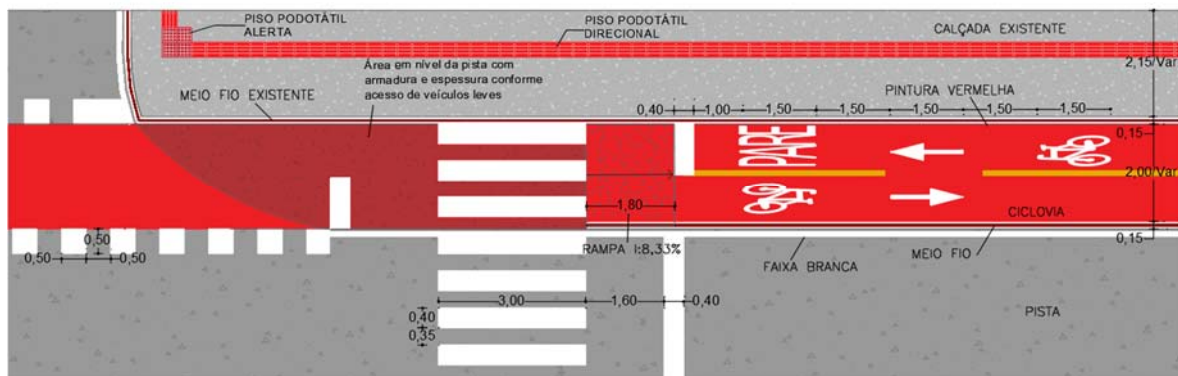 PISO PODOTÁTIL
ALERTA
PISO PODOTÁTIL
DIRECIONAL
CALÇADA EXISTENTE
Área em nível da pista com
armadura e espessura conforme
acesso de veículos leves
2,15/Var
MEIO FIO EXISTENTE
PINTURA VERMELHA
0,40
1,00
1,50
1,50
1,50
1,50
1,50
0,15
PARE
2,00/Var
1,80
CICLOVIA
0,15
RAMPA I:8,33%
FAIXA BRANCA
MEIO FIO
0,50
0,50
0,50
3,00
1,60
0,40
0,40
0,35
PISTA